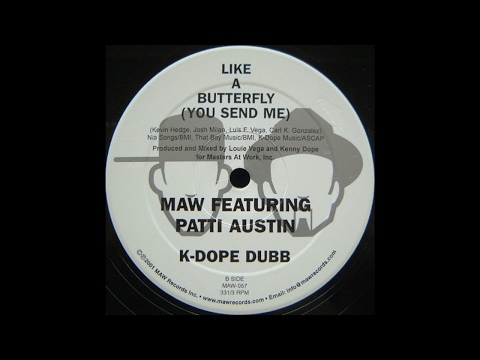 LIKE
A
BUTTERFLY
(YOU SEND ME)
(Kevin Hedge, Josh Milan, Luis F. Vega, Carl K. Gonzalez)
Nia Songs/BMI, That Boy Music/BMI, K-Dope Music/ASCAP
Produced and Mixed by Louie Vega and Kenny Dope
for Masters At Work, Inc.
MAW FEATURING
PATTI AUSTIN
K-DOPE DUBB
B SIDE
MAW-057
331/3 RPM
©℗2001 MAW Records Inc. • www.mawrecords.com • Email: info@mawrecords.com